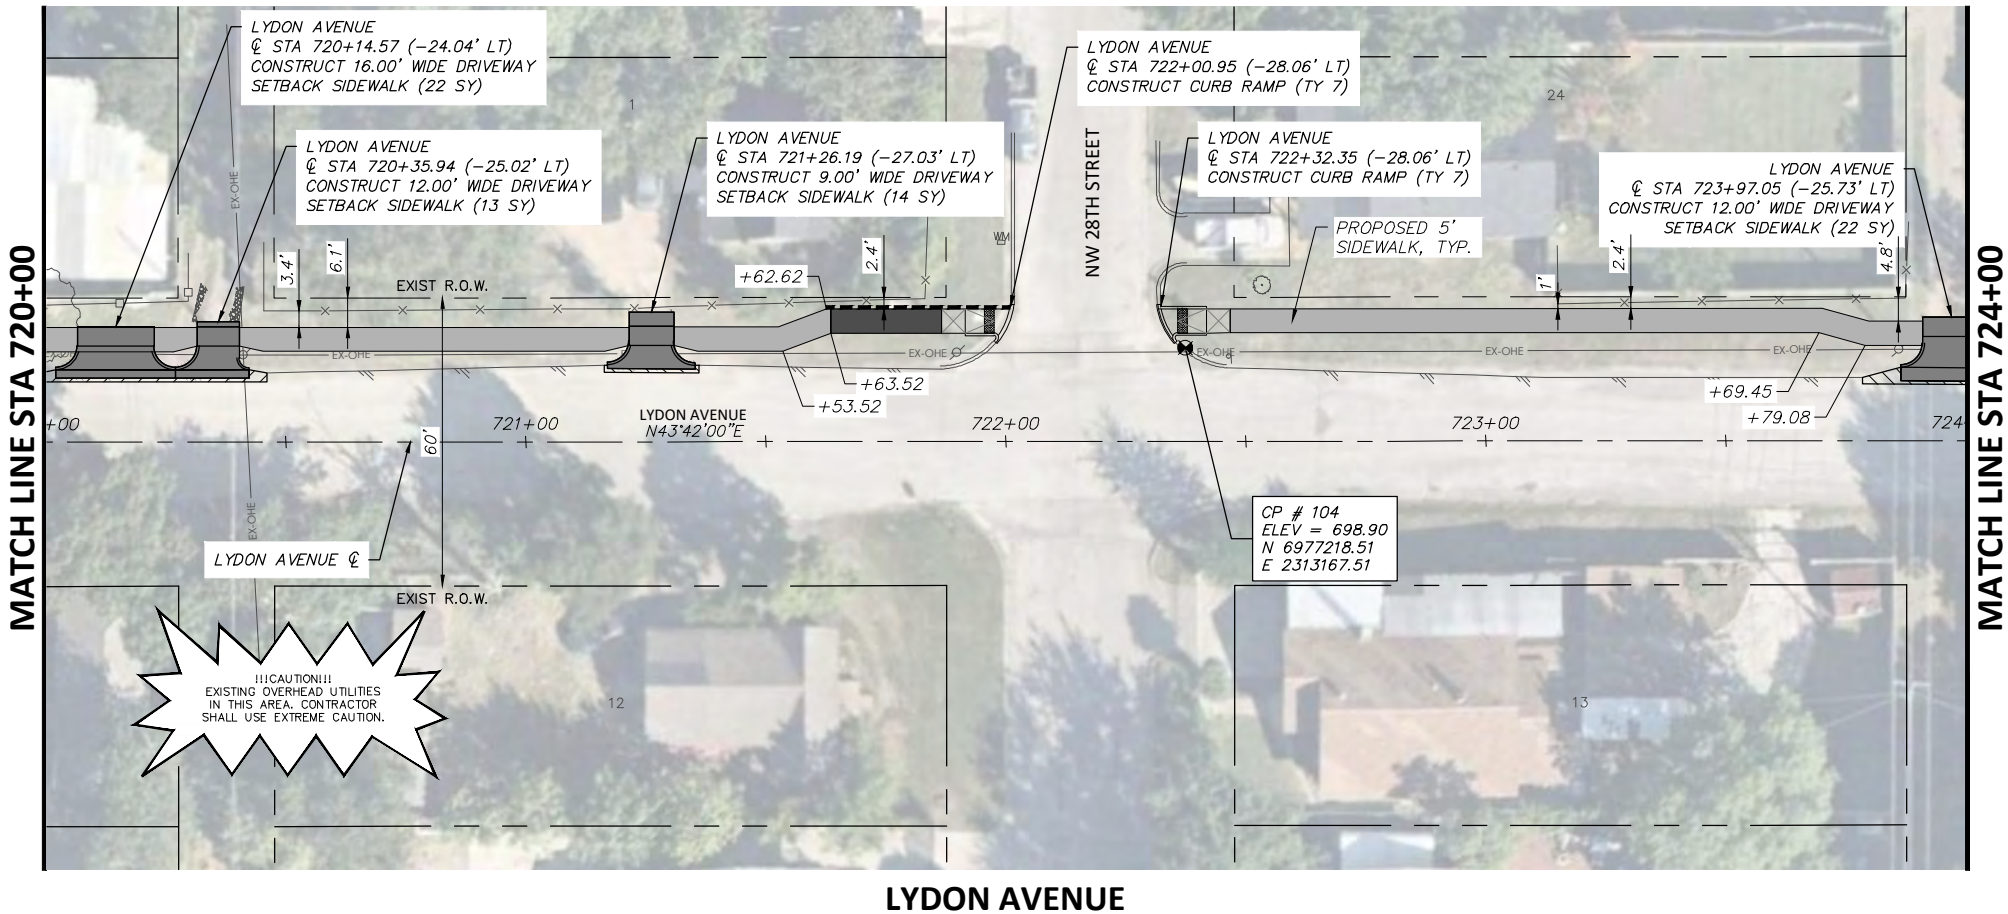 LYDON AVENUE
℄ STA 720+14.57 (-24.04' LT)
CONSTRUCT 16.00' WIDE DRIVEWAY
SETBACK SIDEWALK (22 SY)
LYDON AVENUE
℄ STA 720+35.94 (-25.02' LT)
CONSTRUCT 12.00' WIDE DRIVEWAY
SETBACK SIDEWALK (13 SY)
1
LYDON AVENUE
℄ STA 721+26.19 (-27.03' LT)
CONSTRUCT 9.00' WIDE DRIVEWAY
SETBACK SIDEWALK (14 SY)
LYDON AVENUE
℄ STA 722+00.95 (-28.06' LT)
CONSTRUCT CURB RAMP (TY 7)
NW 28TH STREET
LYDON AVENUE
℄ STA 722+32.35 (-28.06' LT)
CONSTRUCT CURB RAMP (TY 7)
24
LYDON AVENUE
℄ STA 723+97.05 (-25.73' LT)
CONSTRUCT 12.00' WIDE DRIVEWAY
SETBACK SIDEWALK (22 SY)
PROPOSED 5'
SIDEWALK, TYP.
MATCH LINE STA 720+00
EX-OHE
3.4'
6.1'
EXIST R.O.W.
+62.62
2.4'
WM
1'
2.4'
4.8'
MATCH LINE STA 724+00
EX-OHE
EX-OHE
EX-OHE
EX-OHE
EX-OHE
+63.52
+53.52
+69.45
+79.08
+00
721+00
LYDON AVENUE
N43°42'00"E
722+00
723+00
724
60'
EX-OHE
LYDON AVENUE ℄
CP # 104
ELEV = 698.90
N 6977218.51
E 2313167.51
EXIST R.O.W.
!!!CAUTION!!!
EXISTING OVERHEAD UTILITIES
IN THIS AREA. CONTRACTOR
SHALL USE EXTREME CAUTION.
12
13
LYDON AVENUE